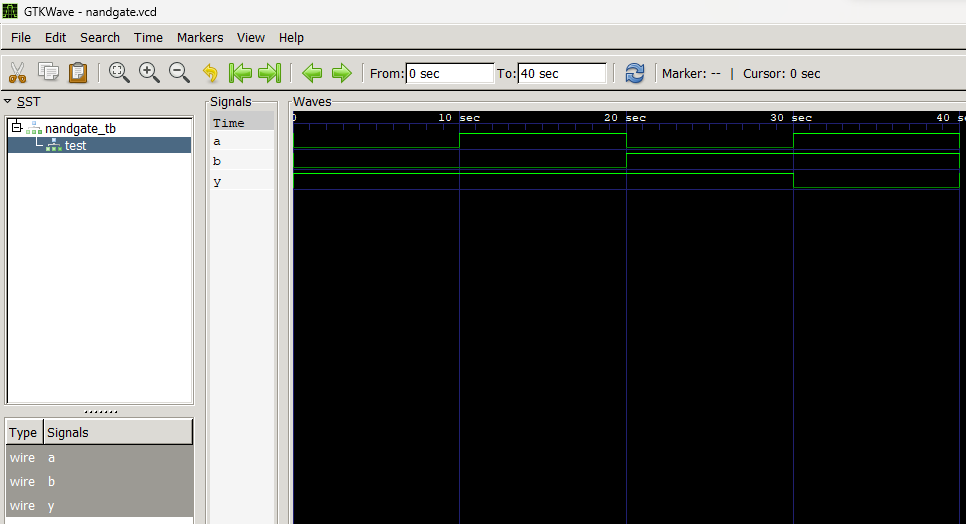 GTKWave - nandgate.vcd
File Edit Search Time Markers View Help
From: 0 sec To: 40 sec Marker: -- | Cursor: 0 sec
SST
nandgate_tb
test
Type Signals
wire a
wire b
wire y
Signals
Time
a
b
y
Waves
0 10 sec 20 sec 30 sec 40 se